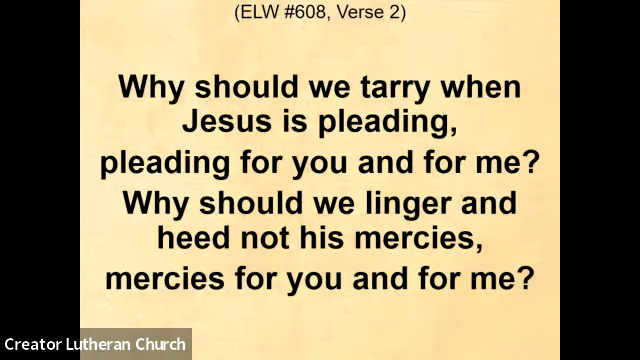 (ELW #608, Verse 2)
Why should we tarry when
Jesus is pleading,
pleading for you and for me?
Why should we linger and
heed not his mercies,
mercies for you and for me?
Creator Lutheran Church